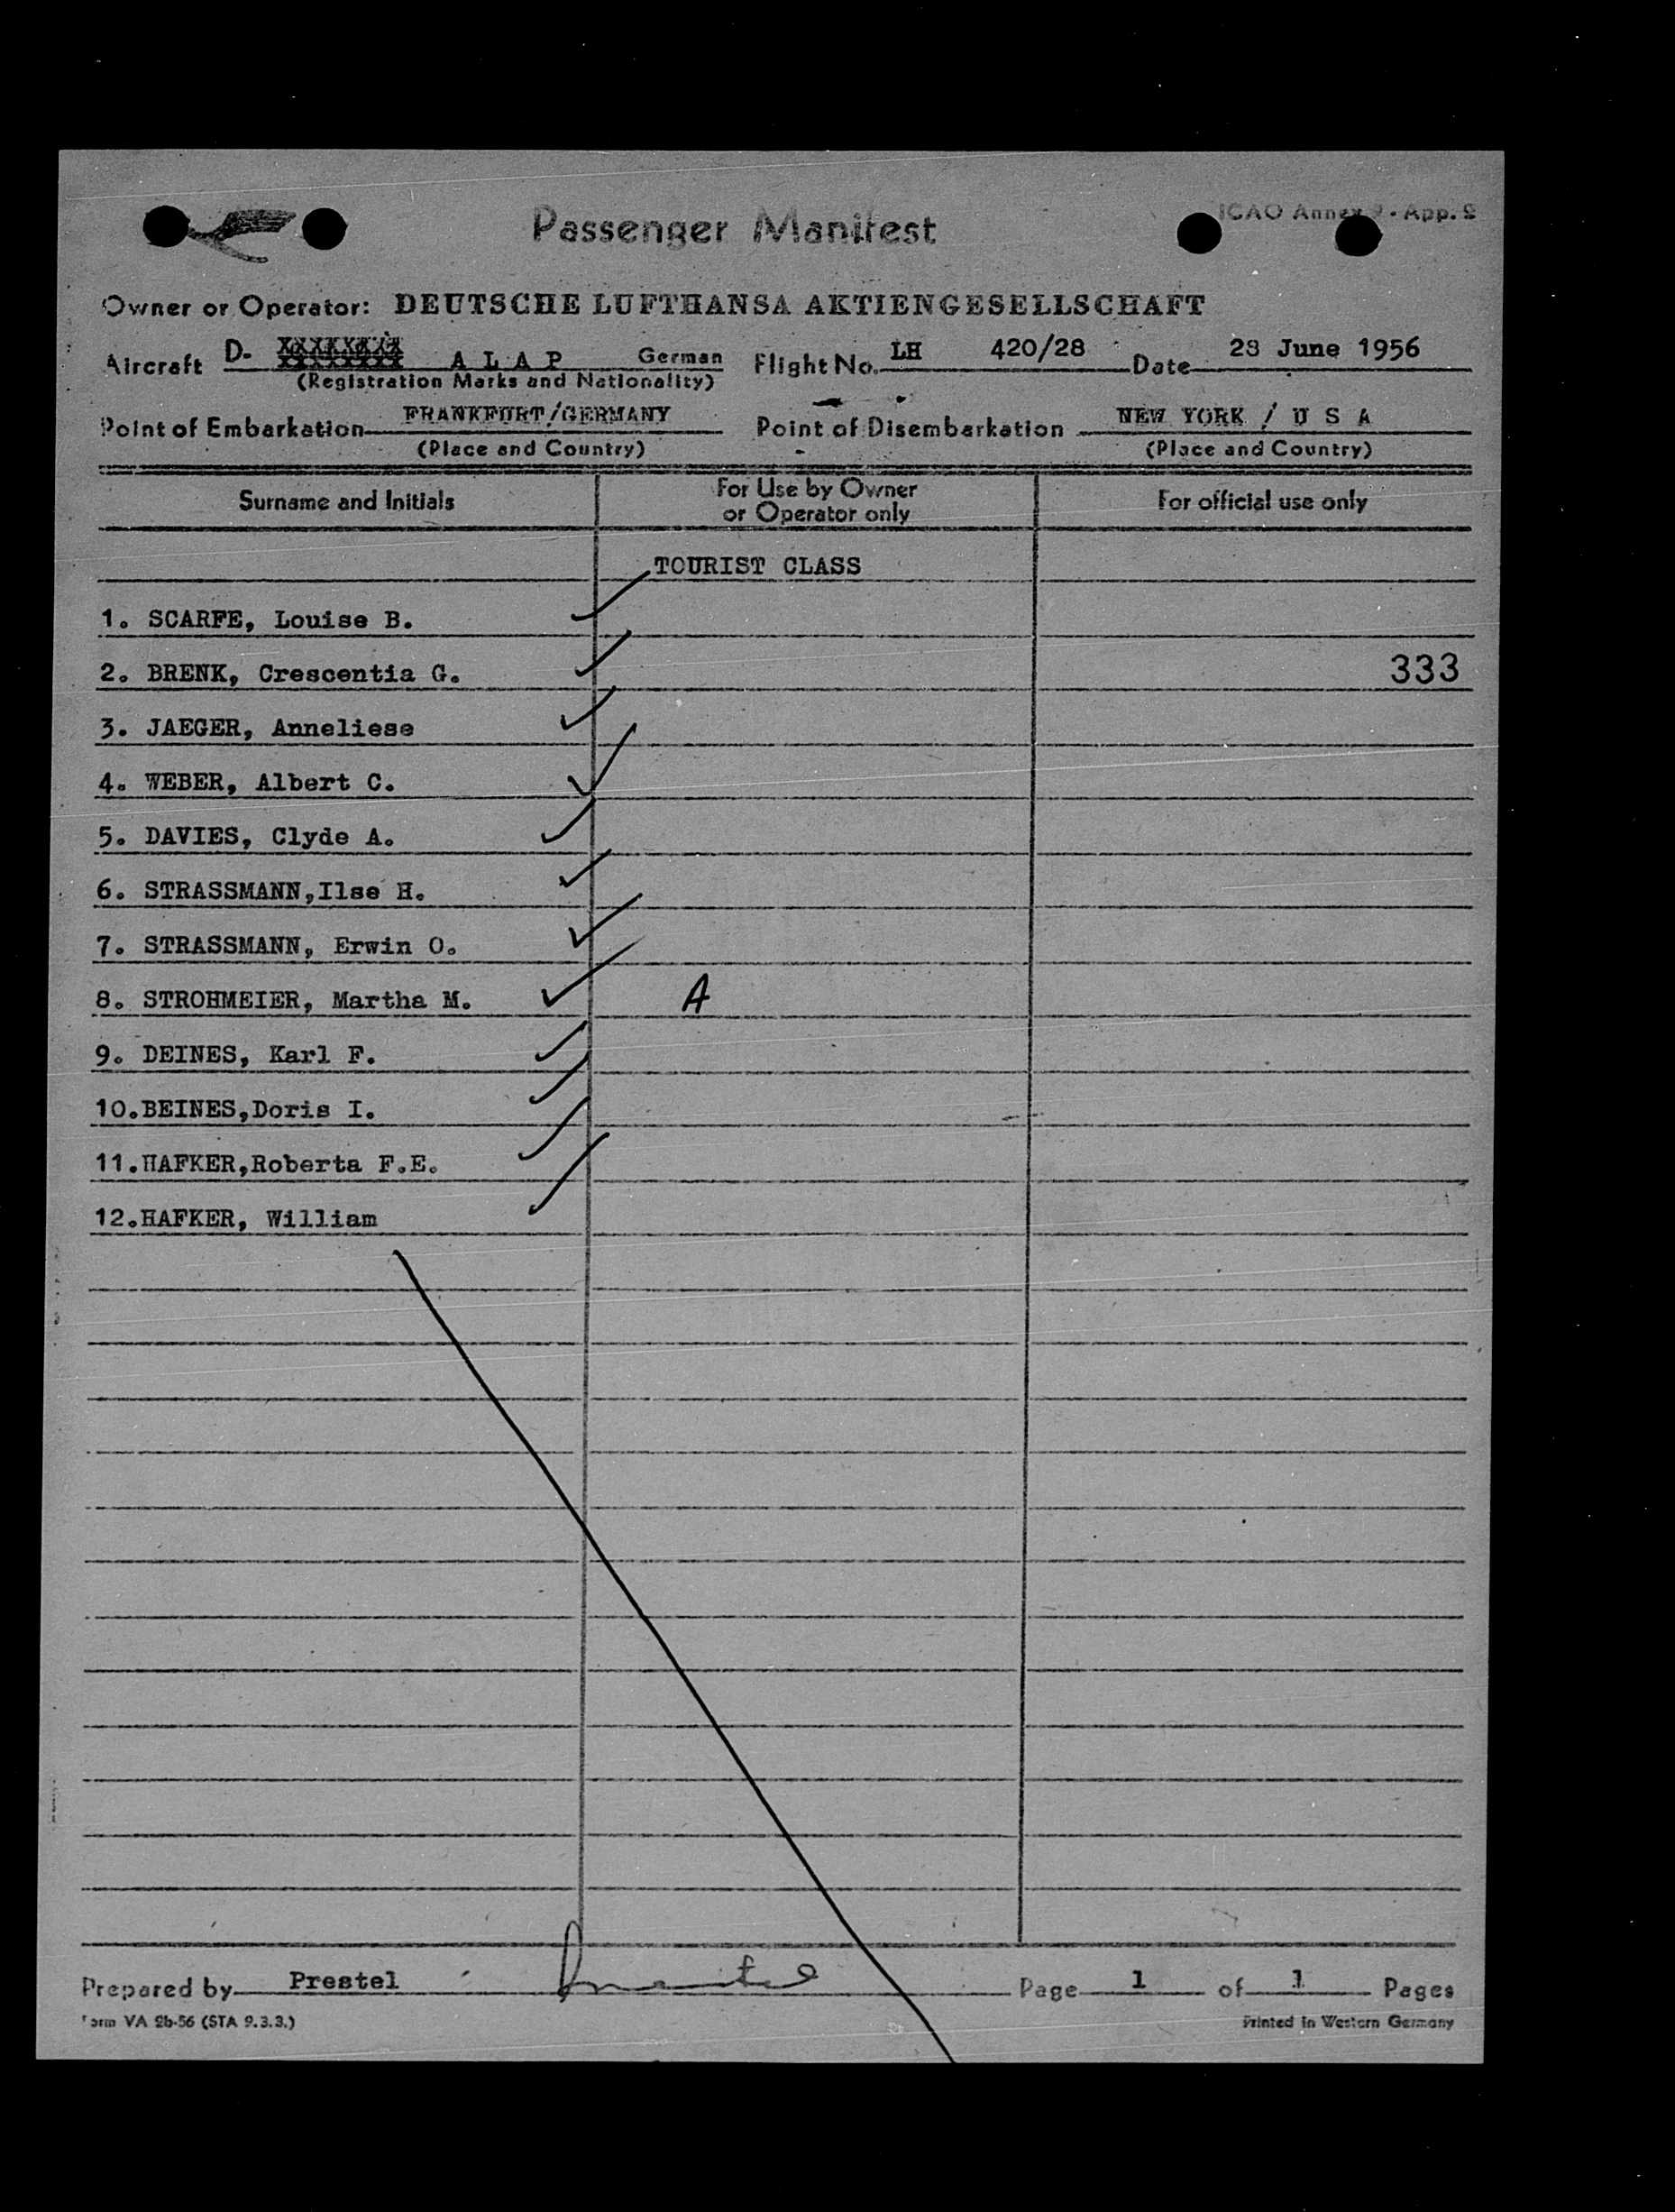 Passenger Manifest
ICAO Annex 9 - App. 2
Owner or Operator: DEUTSCHE LUFTHANSA AKTIENGESELLSCHAFT
Aircraft D- A L A P German Flight No. LH 420/28 Date 28 June 1956
(Registration Marks and Nationality)
Point of Embarkation FRANKFURT/GERMANY Point of Disembarkation NEW YORK / U S A
(Place and Country) (Place and Country)
Surname and Initials For Use by Owner or Operator only For official use only
TOURIST CLASS
1. SCARFE, Louise B.
2. BRENK, Crescentia G. 333
3. JAEGER, Anneliese
4. WEBER, Albert C.
5. DAVIES, Clyde A.
6. STRASSMANN,Ilse H.
7. STRASSMANN, Erwin O.
8. STROHMEIER, Martha M. A
9. DEINES, Karl F.
10.BEINES,Doris I.
11.HAFKER,Roberta F.E.
12.HAFKER, William
Prepared by Prestel Prestel Page 1 of 1 Pages
Form VA 2b-56 (STA 9.3.3.) Printed in Western Germany